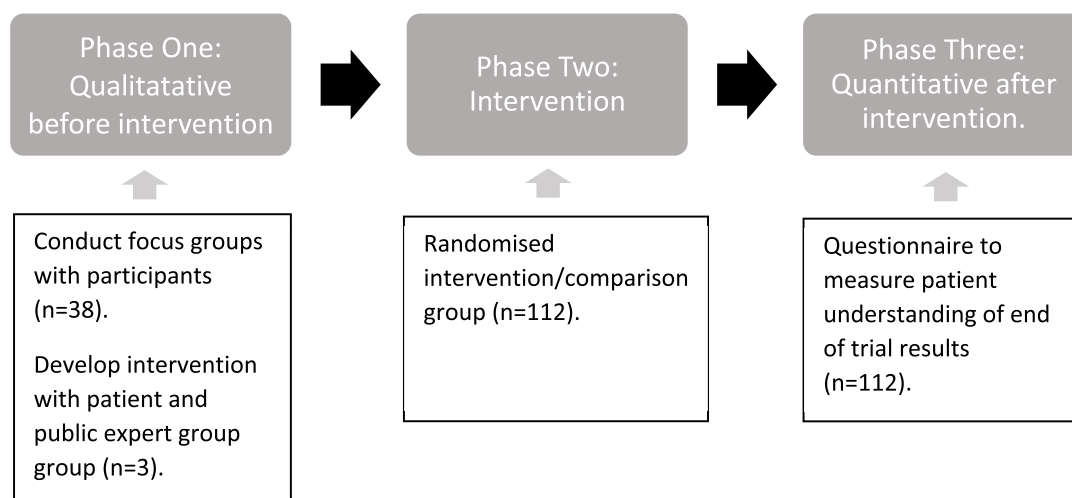 Phase One:
Qualitatative
before intervention
Phase Two:
Intervention
Phase Three:
Quantitative after
intervention.
Conduct focus groups
with participants
(n=38).
Develop intervention
with patient and
public expert group
group (n=3).
Randomised
intervention/comparison
group (n=112).
Questionnaire to
measure patient
understanding of end
of trial results
(n=112).